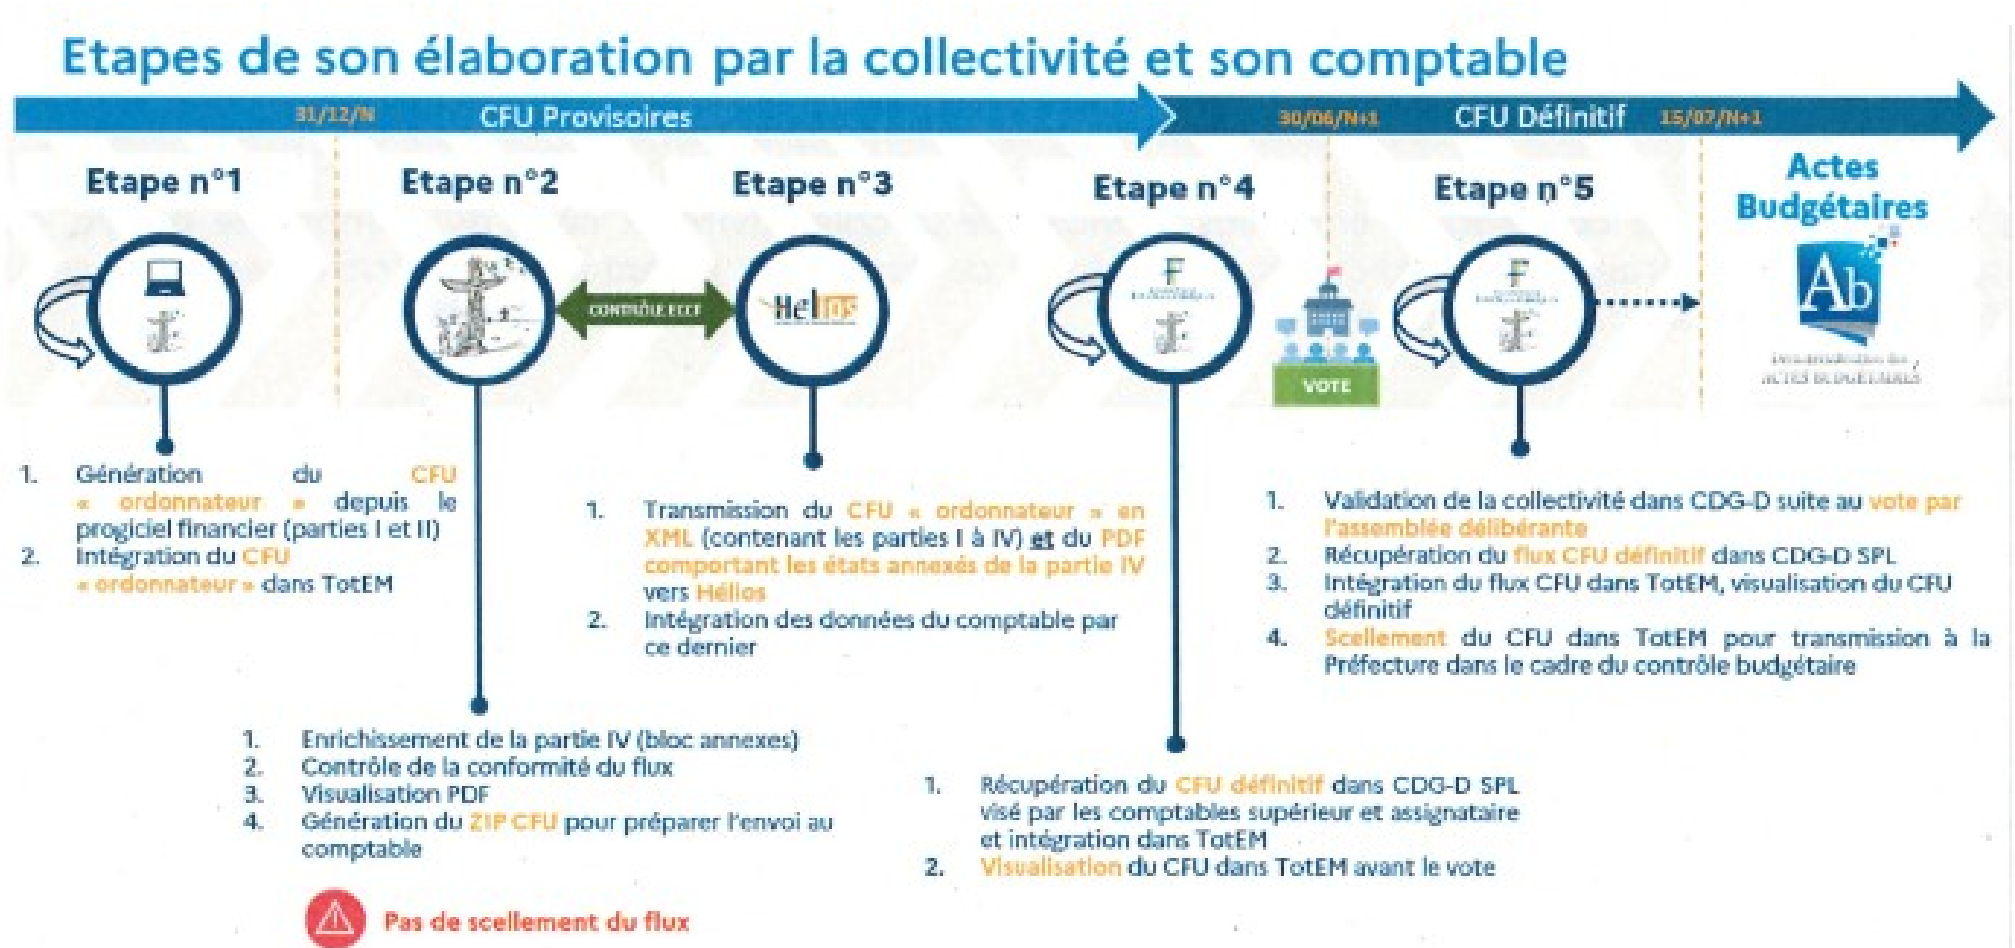 Etapes de son élaboration par la collectivité et son comptable
31/12/N CFU Provisoires 30/06/N+1 CFU Définitif 15/07/N+1
Etape n°1
Etape n°2
Etape n°3
Etape n°4
Etape n°5
Actes
Budgétaires
CONTRÔLE ECCF
Hélios
VOTE
Ab
ACTES BUDGÉTAIRES
1. Génération du CFU
« ordonnateur » depuis le
progiciel financier (parties I et II)
2. Intégration du CFU
« ordonnateur » dans TotEM
1. Enrichissement de la partie IV (bloc annexes)
2. Contrôle de la conformité du flux
3. Visualisation PDF
4. Génération du ZIP CFU pour préparer l'envoi au
comptable
Pas de scellement du flux
1. Transmission du CFU « ordonnateur » en
XML (contenant les parties I à IV) et du PDF
comportant les états annexés de la partie IV
vers Hélios
2. Intégration des données du comptable par
ce dernier
1. Récupération du CFU définitif dans CDG-D SPL
visé par les comptables supérieur et assignataire
et intégration dans TotEM
2. Visualisation du CFU dans TotEM avant le vote
1. Validation de la collectivité dans CDG-D suite au vote par
l'assemblée délibérante
2. Récupération du flux CFU définitif dans CDG-D SPL
3. Intégration du flux CFU dans TotEM, visualisation du CFU
définitif
4. Scellement du CFU dans TotEM pour transmission à la
Préfecture dans le cadre du contrôle budgétaire